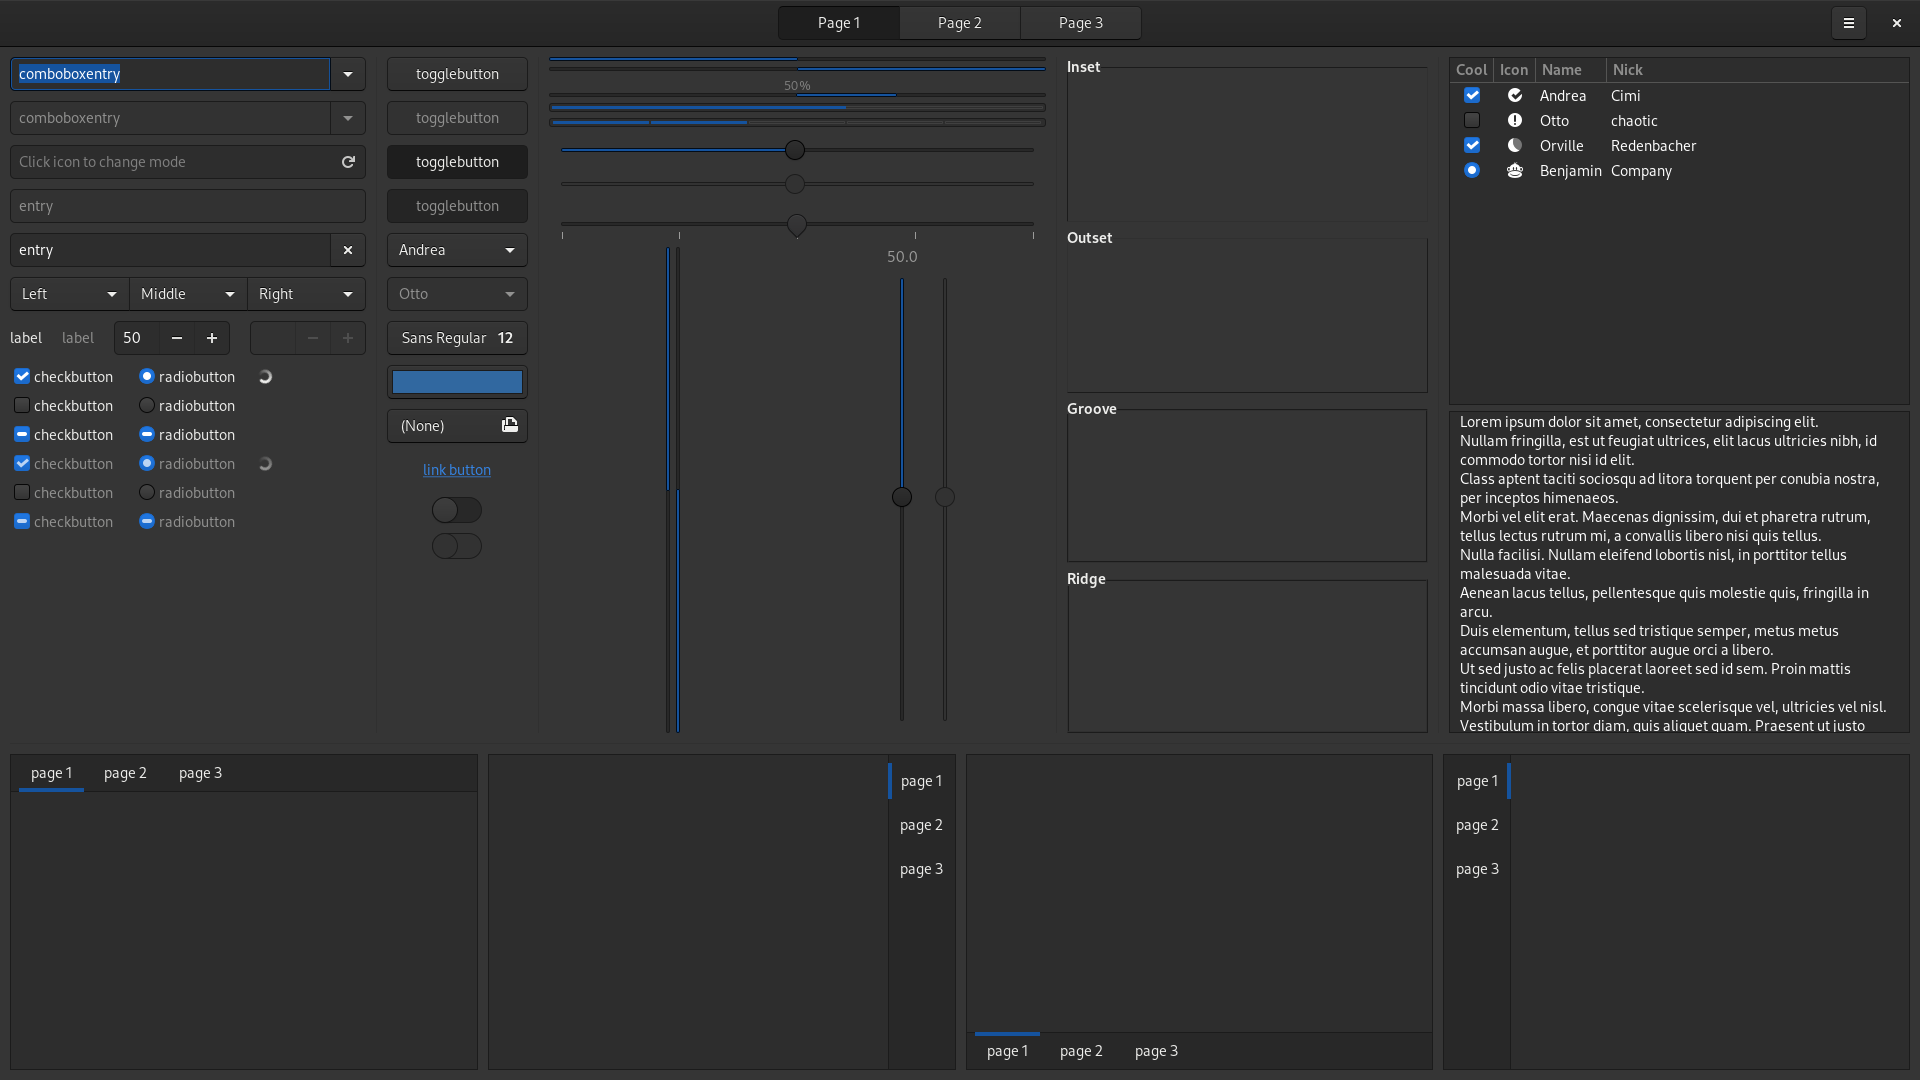 Page 1
Page 2
Page 3
comboboxentry
comboboxentry
Click icon to change mode
entry
entry
Left
Middle
Right
label
label
50
checkbutton
radiobutton
checkbutton
radiobutton
checkbutton
radiobutton
checkbutton
radiobutton
checkbutton
radiobutton
checkbutton
radiobutton
togglebutton
togglebutton
togglebutton
togglebutton
Andrea
Otto
Sans Regular 12
(None)
link button
50%
50.0
Inset
Outset
Groove
Ridge
Cool Icon Name Nick
Andrea Cimi
Otto chaotic
Orville Redenbacher
Benjamin Company
Lorem ipsum dolor sit amet, consectetur adipiscing elit.
Nullam fringilla, est ut feugiat ultrices, elit lacus ultricies nibh, id
commodo tortor nisi id elit.
Class aptent taciti sociosqu ad litora torquent per conubia nostra,
per inceptos himenaeos.
Morbi vel elit erat. Maecenas dignissim, dui et pharetra rutrum,
tellus lectus rutrum mi, a convallis libero nisi quis tellus.
Nulla facilisi. Nullam eleifend lobortis nisl, in porttitor tellus
malesuada vitae.
Aenean lacus tellus, pellentesque quis molestie quis, fringilla in
arcu.
Duis elementum, tellus sed tristique semper, metus metus
accumsan augue, et porttitor augue orci a libero.
Ut sed justo ac felis placerat laoreet sed id sem. Proin mattis
tincidunt odio vitae tristique.
Morbi massa libero, congue vitae scelerisque vel, ultricies vel nisl.
Vestibulum in tortor diam, quis aliquet quam. Praesent ut justo
page 1
page 2
page 3
page 1
page 2
page 3
page 1
page 2
page 3
page 1
page 2
page 3